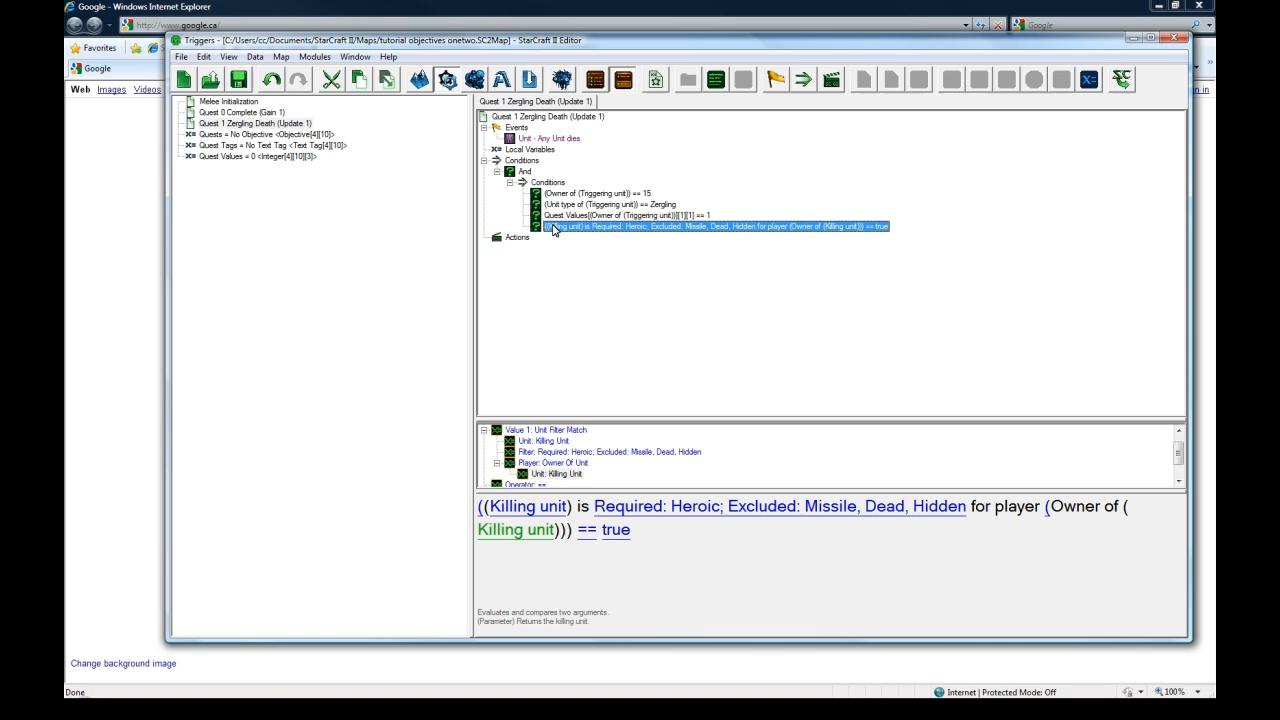 Google - Windows Internet Explorer
http://www.google.ca/
Google
Favorites
Triggers - [C:/Users/cc/Documents/StarCraft II/Maps/tutorial objectives onetwo.SC2Map] - StarCraft II Editor
File Edit View Data Map Modules Window Help
Google
Web Images Videos
Melee Initialization
Quest 0 Complete (Gain 1)
Quest 1 Zergling Death (Update 1)
Quests = No Objective <Objective[4][10]>
Quest Tags = No Text Tag <Text Tag[4][10]>
Quest Values = 0 <Integer[4][10][3]>
Quest 1 Zergling Death (Update 1)
Quest 1 Zergling Death (Update 1)
Events
Unit - Any Unit dies
Local Variables
Conditions
And
Conditions
(Owner of (Triggering unit)) == 15
(Unit type of (Triggering unit)) == Zergling
Quest Values[(Owner of (Triggering unit))][1][1] == 1
unit) is Required: Heroic; Excluded: Missile, Dead, Hidden for player (Owner of (Killing unit))) == true
Actions
Value 1: Unit Filter Match
Unit: Killing Unit
Filter: Required: Heroic; Excluded: Missile, Dead, Hidden
Player: Owner Of Unit
Unit: Killing Unit
Operator: ==
((Killing unit) is Required: Heroic; Excluded: Missile, Dead, Hidden for player (Owner of (
Killing unit))) == true
Evaluates and compares two arguments.
(Parameter) Returns the killing unit.
n in
Change background image
Done
Internet | Protected Mode: Off
100%